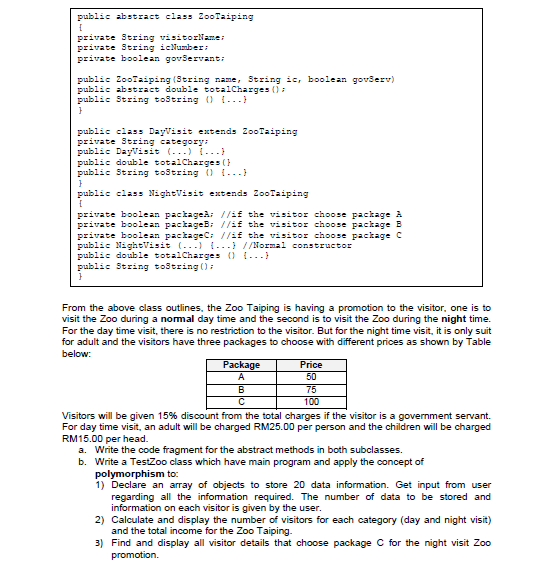 public abstract class ZooTaiping
{
private String visitorName;
private String icNumber;
private boolean govServant;
public ZooTaiping(String name, String ic, boolean govServ)
public abstract double totalCharges();
public String toString () {...}
}
public class DayVisit extends ZooTaiping
private String category;
public DayVisit (...) {...}
public double totalCharges(}
public String toString () {...}
}
public class NightVisit extends ZooTaiping
{
private boolean packageA; //if the visitor choose package A
private boolean packageB; //if the visitor choose package B
private boolean packageC; //if the visitor choose package C
public NightVisit (...) {...} //Normal constructor
public double totalCharges () {...}
public String toString();
}
From the above class outlines, the Zoo Taiping is having a promotion to the visitor, one is to
visit the Zoo during a normal day time and the second is to visit the Zoo during the night time.
For the day time visit, there is no restriction to the visitor. But for the night time visit, it is only suit
for adult and the visitors have three packages to choose with different prices as shown by Table
below:
Package Price
A 50
B 75
C 100
Visitors will be given 15% discount from the total charges if the visitor is a government servant.
For day time visit, an adult will be charged RM25.00 per person and the children will be charged
RM15.00 per head.
a. Write the code fragment for the abstract methods in both subclasses.
b. Write a TestZoo class which have main program and apply the concept of
polymorphism to:
1) Declare an array of objects to store 20 data information. Get input from user
regarding all the information required. The number of data to be stored and
information on each visitor is given by the user.
2) Calculate and display the number of visitors for each category (day and night visit)
and the total income for the Zoo Taiping.
3) Find and display all visitor details that choose package C for the night visit Zoo
promotion.